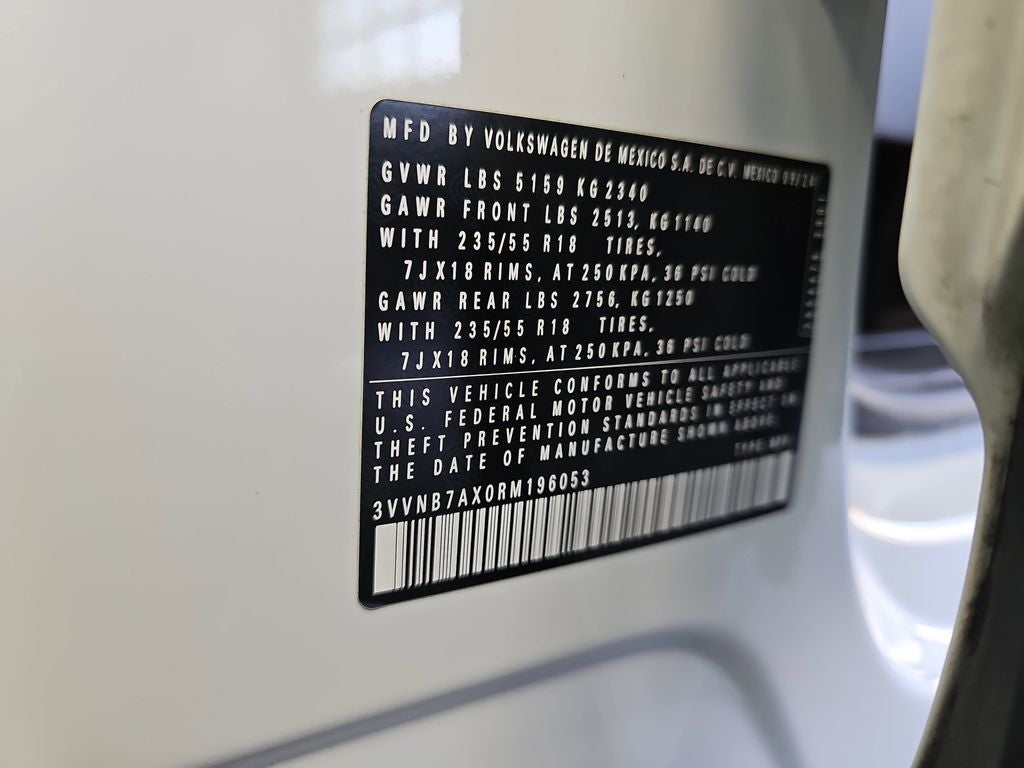 MFD BY VOLKSWAGEN DE MEXICO S.A. DE C.V. MEXICO 09/24
GVWR LBS 5159 KG 2340
GAWR FRONT LBS 2513, KG 1140
WITH 235/55 R18 TIRES,
7JX18 RIMS, AT 250 KPA, 36 PSI COLD
GAWR REAR LBS 2756, KG 1250
WITH 235/55 R18 TIRES,
7JX18 RIMS, AT 250 KPA, 36 PSI COLD
THIS VEHICLE CONFORMS TO ALL APPLICABLE
U.S. FEDERAL MOTOR VEHICLE SAFETY AND
THEFT PREVENTION STANDARDS IN EFFECT ON
THE DATE OF MANUFACTURE SHOWN ABOVE.
3VVNB7AX0RM196053